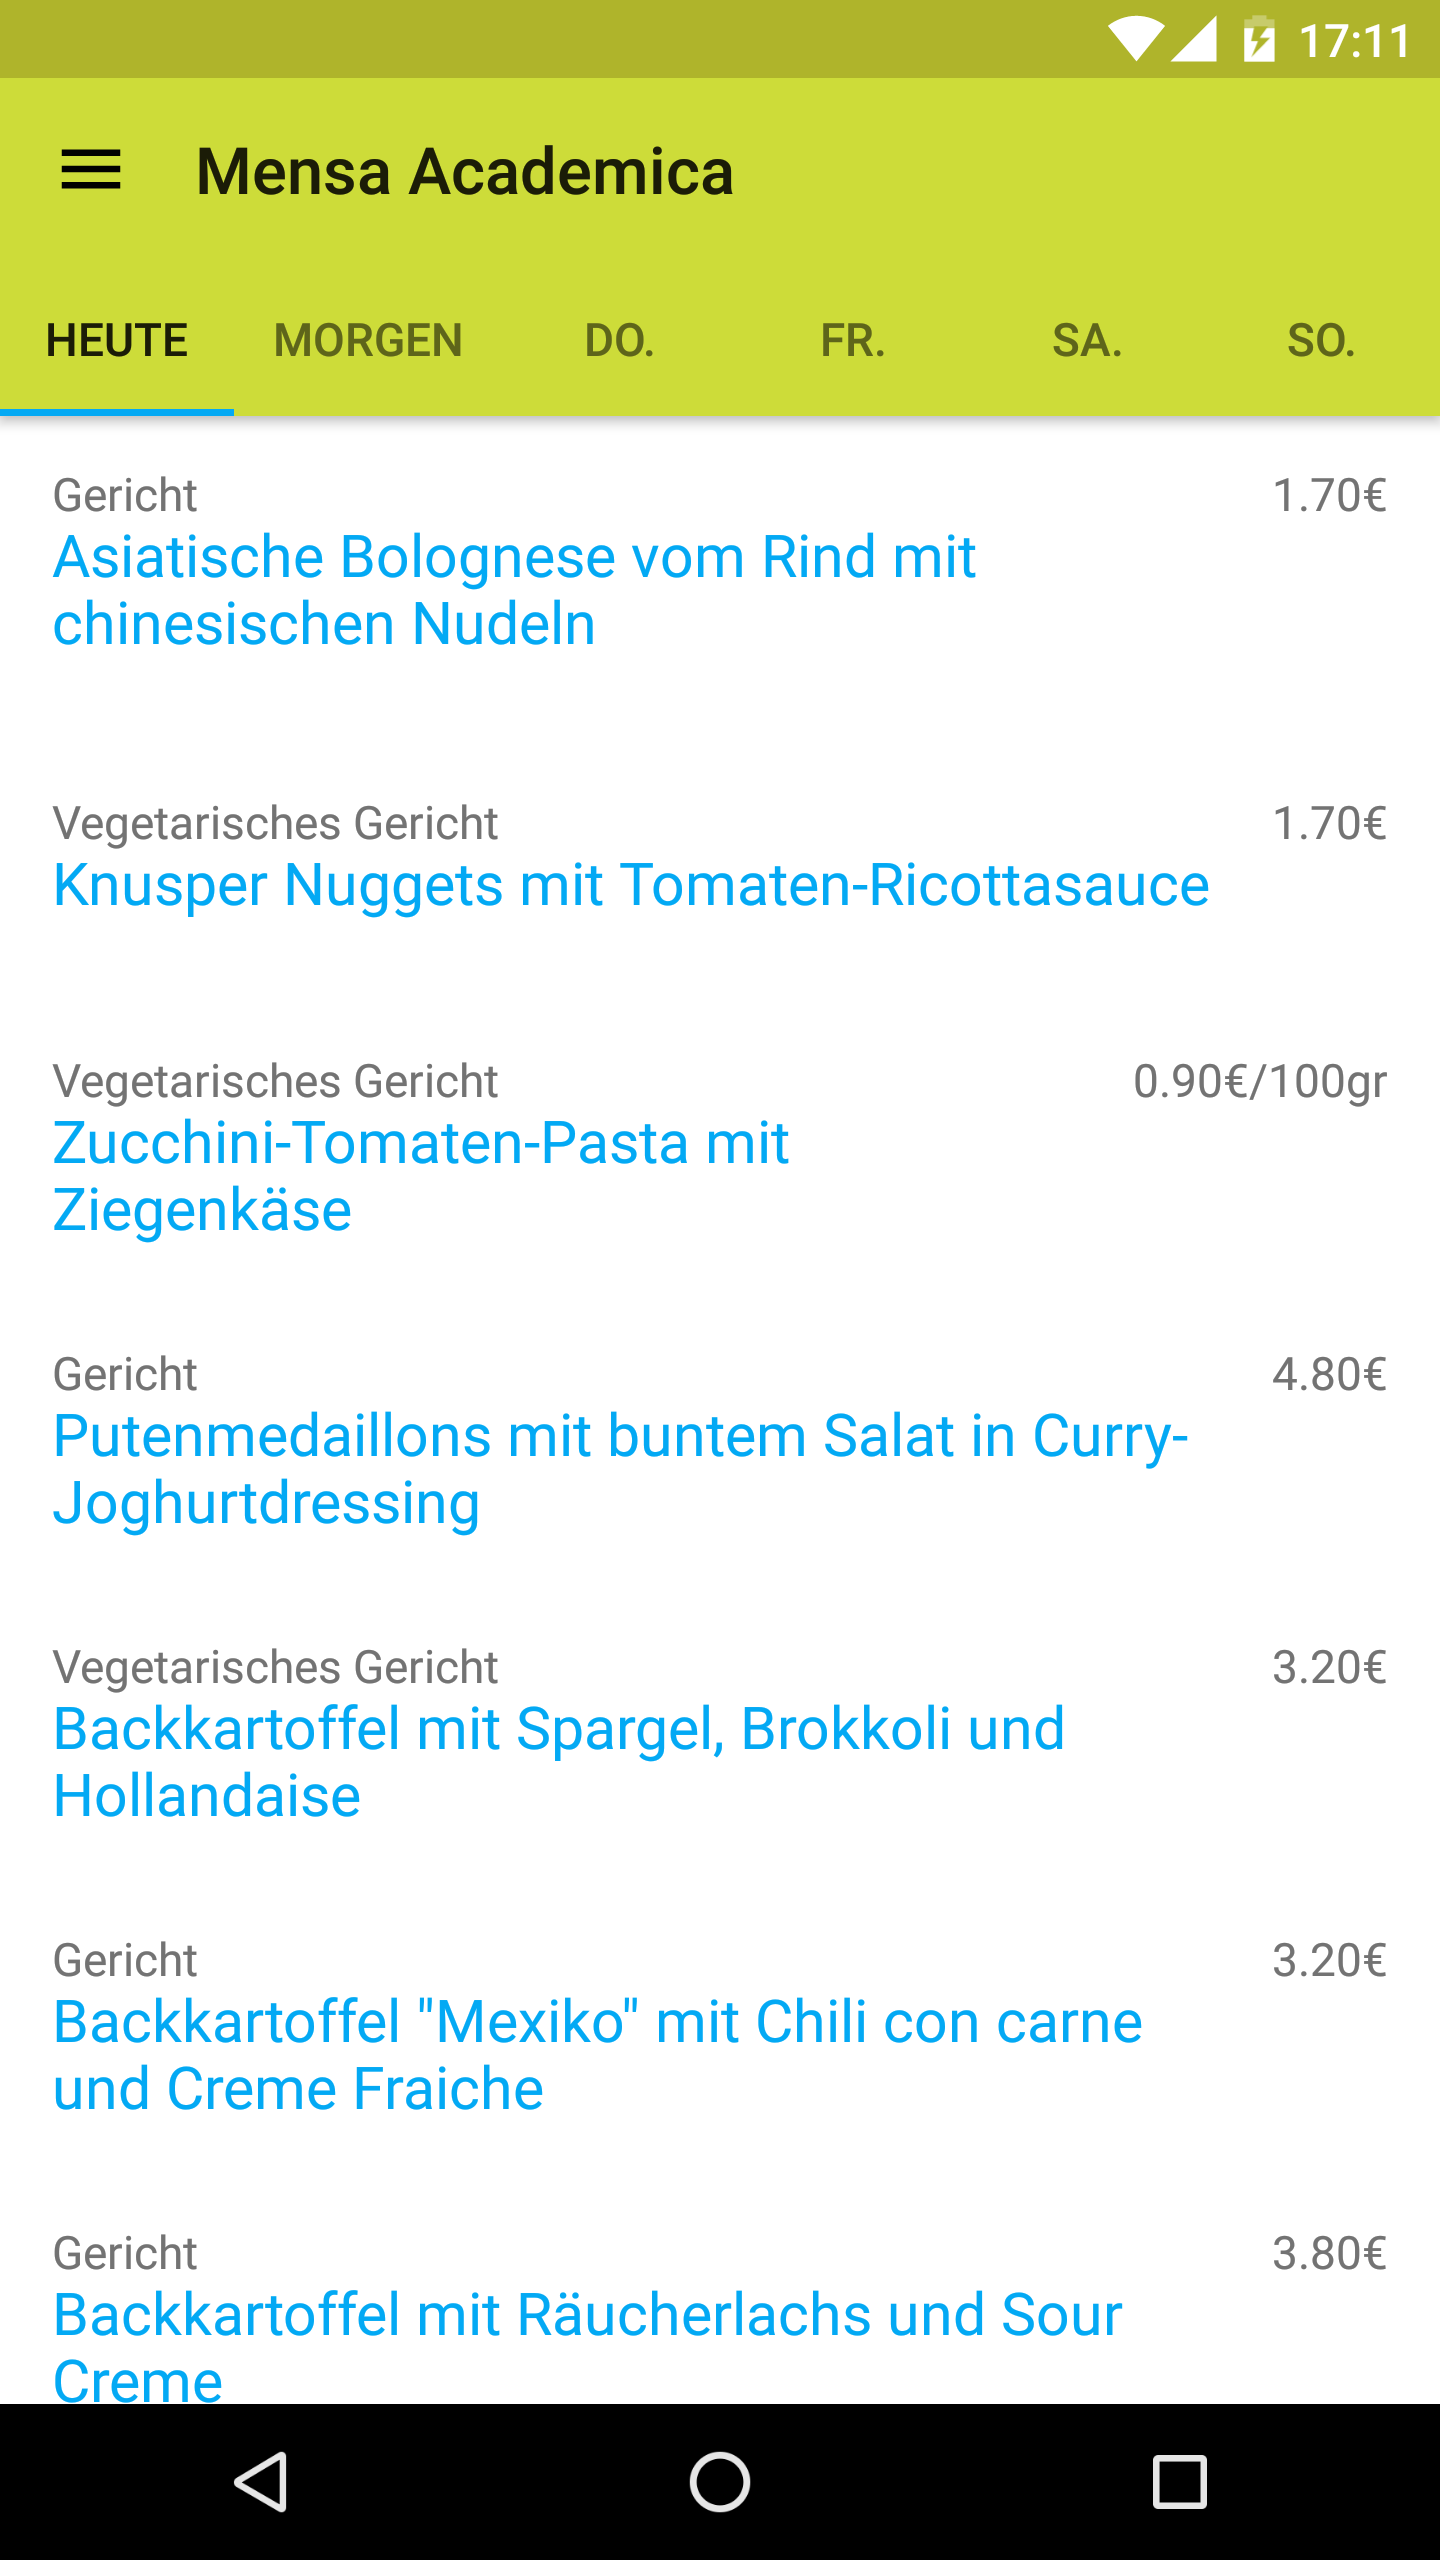 17:11
Mensa Academica
HEUTE MORGEN DO. FR. SA. SO.
Gericht 1.70€
Asiatische Bolognese vom Rind mit
chinesischen Nudeln
Vegetarisches Gericht 1.70€
Knusper Nuggets mit Tomaten-Ricottasauce
Vegetarisches Gericht 0.90€/100gr
Zucchini-Tomaten-Pasta mit
Ziegenkäse
Gericht 4.80€
Putenmedaillons mit buntem Salat in Curry-
Joghurtdressing
Vegetarisches Gericht 3.20€
Backkartoffel mit Spargel, Brokkoli und
Hollandaise
Gericht 3.20€
Backkartoffel "Mexiko" mit Chili con carne
und Creme Fraiche
Gericht 3.80€
Backkartoffel mit Räucherlachs und Sour
Creme